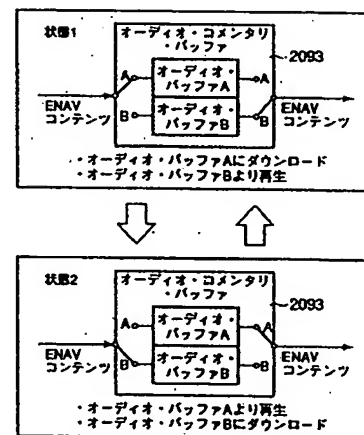 状態1
オーディオ・コメンタリ
・バッファ
2093
A
オーディオ・
バッファA
A
B
オーディオ・
バッファB
B
ENAV
コンテンツ
ENAV
コンテンツ
・オーディオ・バッファAにダウンロード
・オーディオ・バッファBより再生
状態2
オーディオ・コメンタリ
・バッファ
2093
A
オーディオ・
バッファA
A
B
オーディオ・
バッファB
B
ENAV
コンテンツ
ENAV
コンテンツ
・オーディオ・バッファAより再生
・オーディオ・バッファBにダウンロード